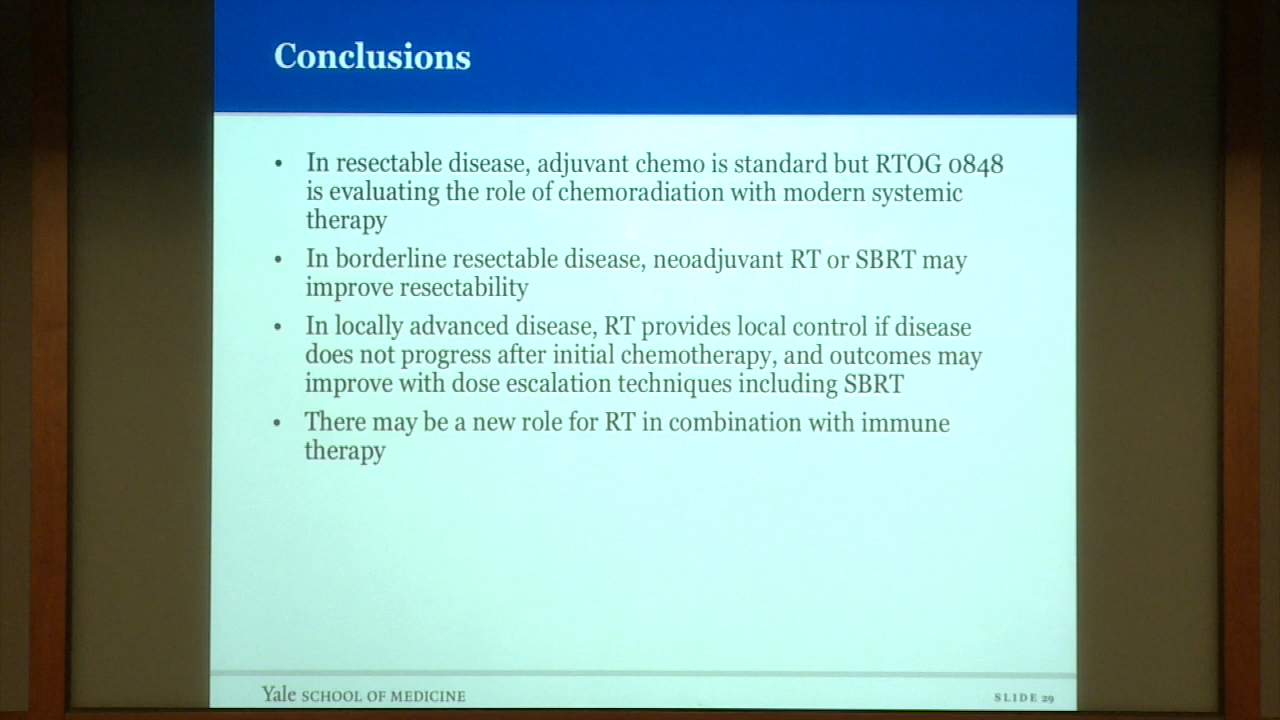 Conclusions
• In resectable disease, adjuvant chemo is standard but RTOG 0848
is evaluating the role of chemoradiation with modern systemic
therapy
• In borderline resectable disease, neoadjuvant RT or SBRT may
improve resectability
• In locally advanced disease, RT provides local control if disease
does not progress after initial chemotherapy, and outcomes may
improve with dose escalation techniques including SBRT
• There may be a new role for RT in combination with immune
therapy
Yale SCHOOL OF MEDICINE
SLIDE 29